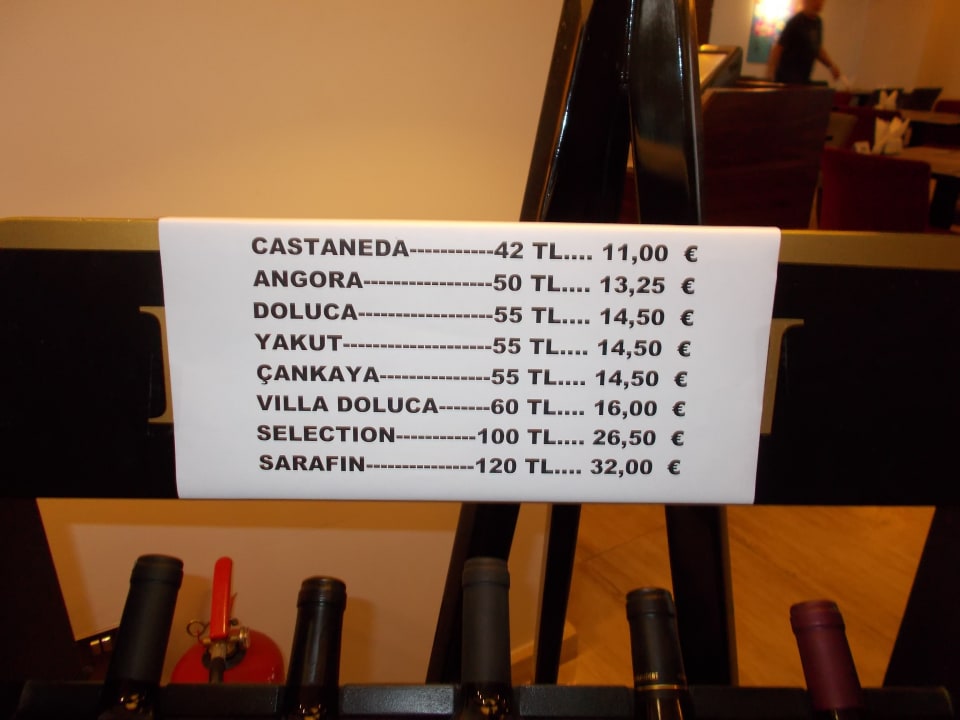 CASTANEDA-----------42 TL.... 11,00 €
ANGORA------------------50 TL.... 13,25 €
DOLUCA-------------------55 TL.... 14,50 €
YAKUT---------------------55 TL.... 14,50 €
ÇANKAYA----------------55 TL.... 14,50 €
VILLA DOLUCA-------60 TL.... 16,00 €
SELECTION-----------100 TL.... 26,50 €
SARAFIN---------------120 TL.... 32,00 €